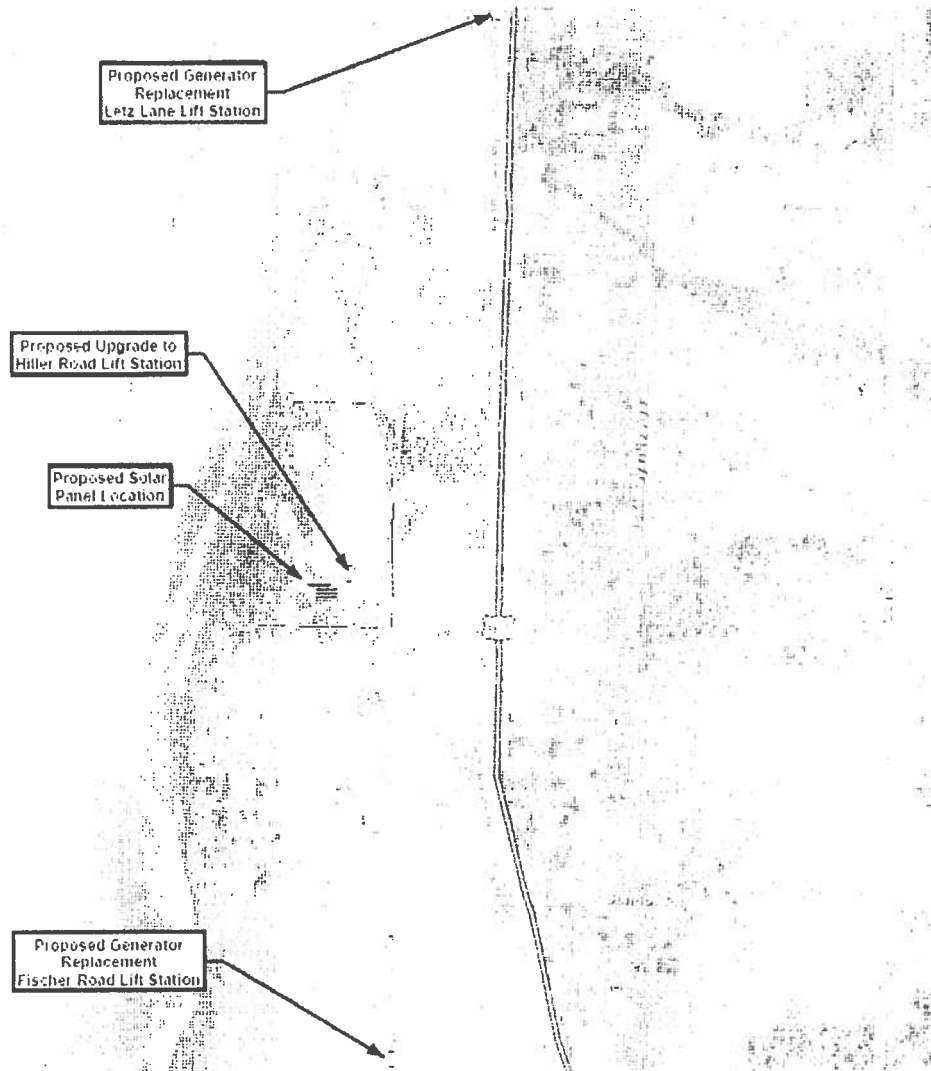 Proposed Generator
Replacement
Letz Lane Lift Station
Proposed Upgrade to
Hiller Road Lift Station
Proposed Solar
Panel Location
Proposed Generator
Replacement
Fischer Road Lift Station